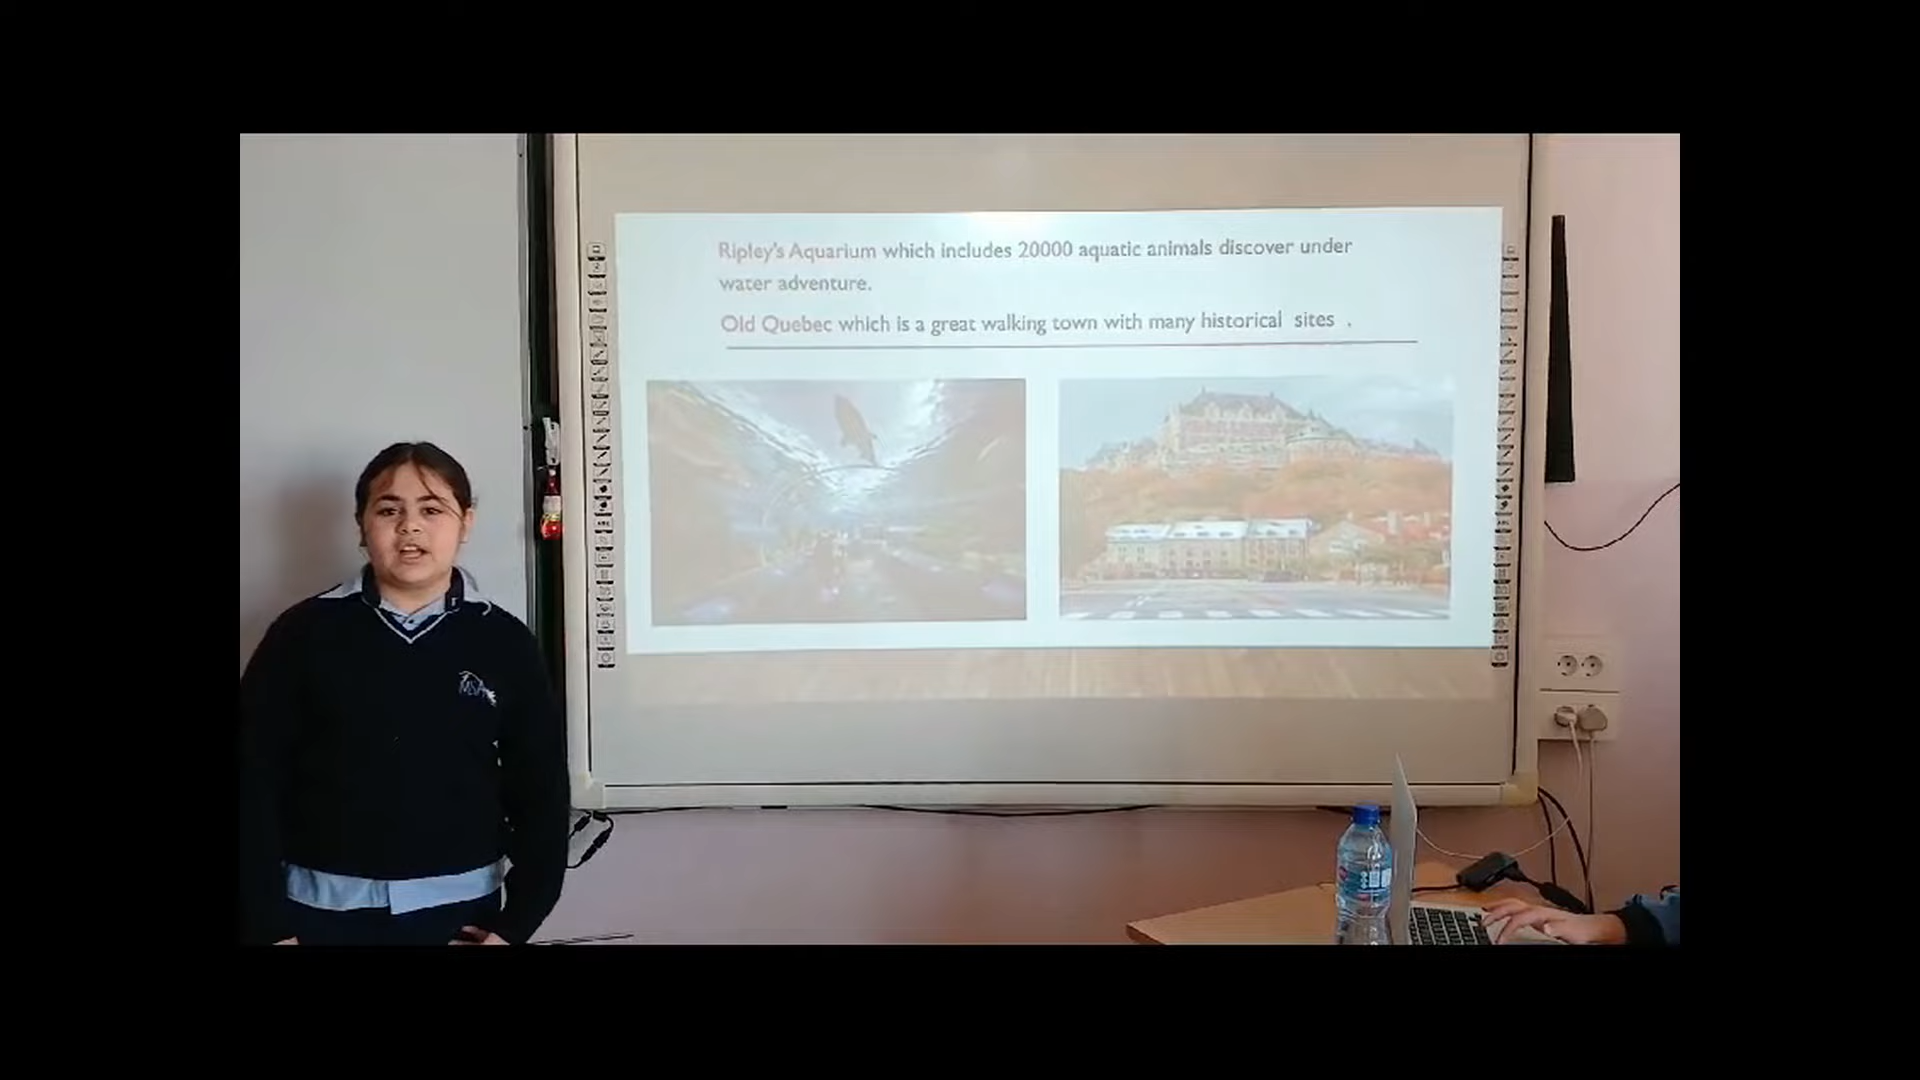 Ripley's Aquarium which includes 20000 aquatic animals discover under
water adventure.
Old Quebec which is a great walking town with many historical sites .
MSA